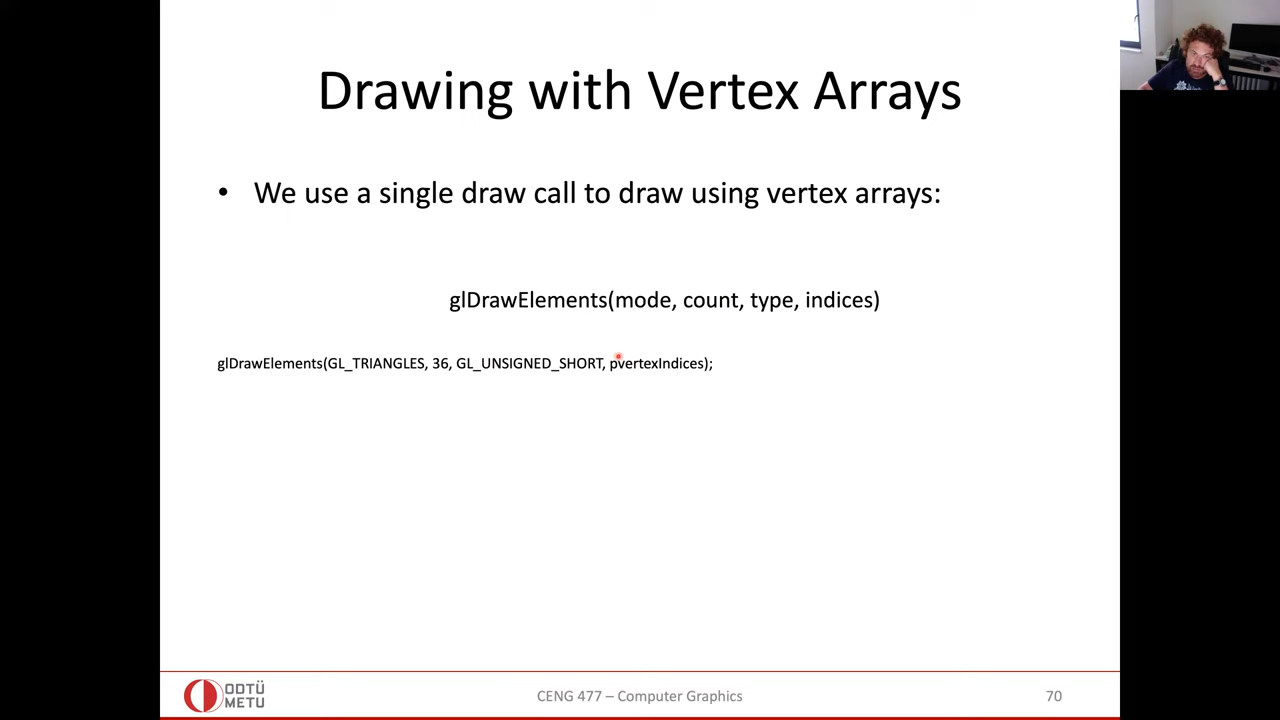 Drawing with Vertex Arrays
• We use a single draw call to draw using vertex arrays:
glDrawElements(mode, count, type, indices)
glDrawElements(GL_TRIANGLES, 36, GL_UNSIGNED_SHORT, pvertexIndices);
ODTÜ
METU
CENG 477 – Computer Graphics
70